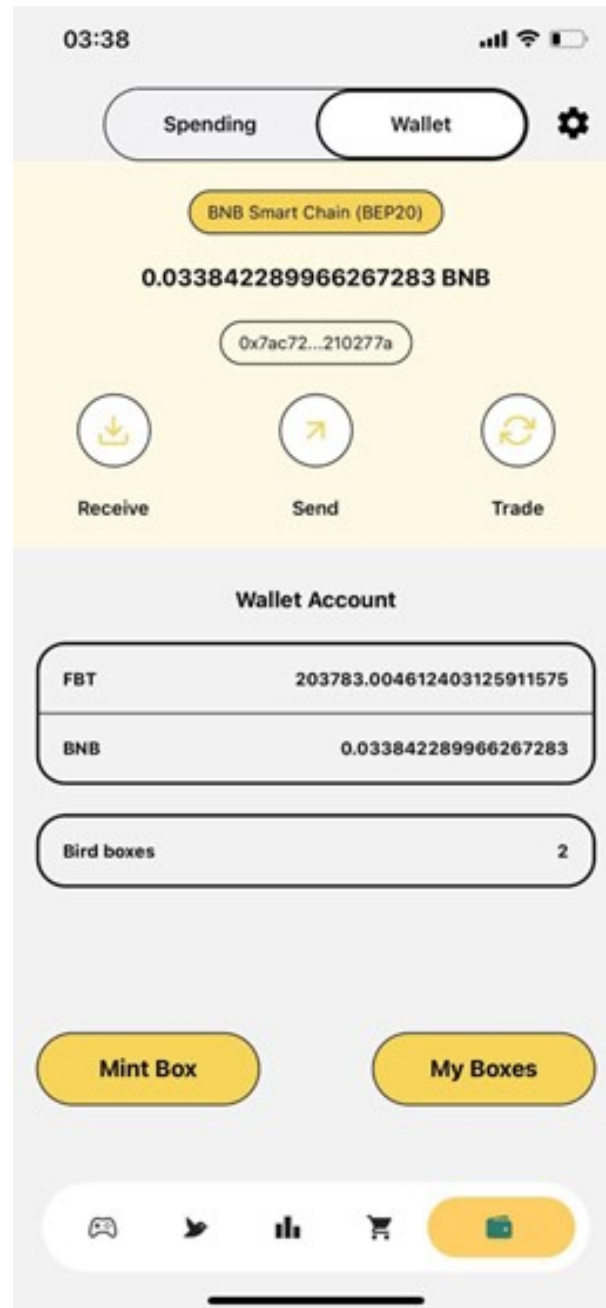 03:38
Spending Wallet
BNB Smart Chain (BEP20)
0.033842289966267283 BNB
0x7ac72...210277a
Receive Send Trade
Wallet Account
FBT 203783.004612403125911575
BNB 0.033842289966267283
Bird boxes 2
Mint Box My Boxes